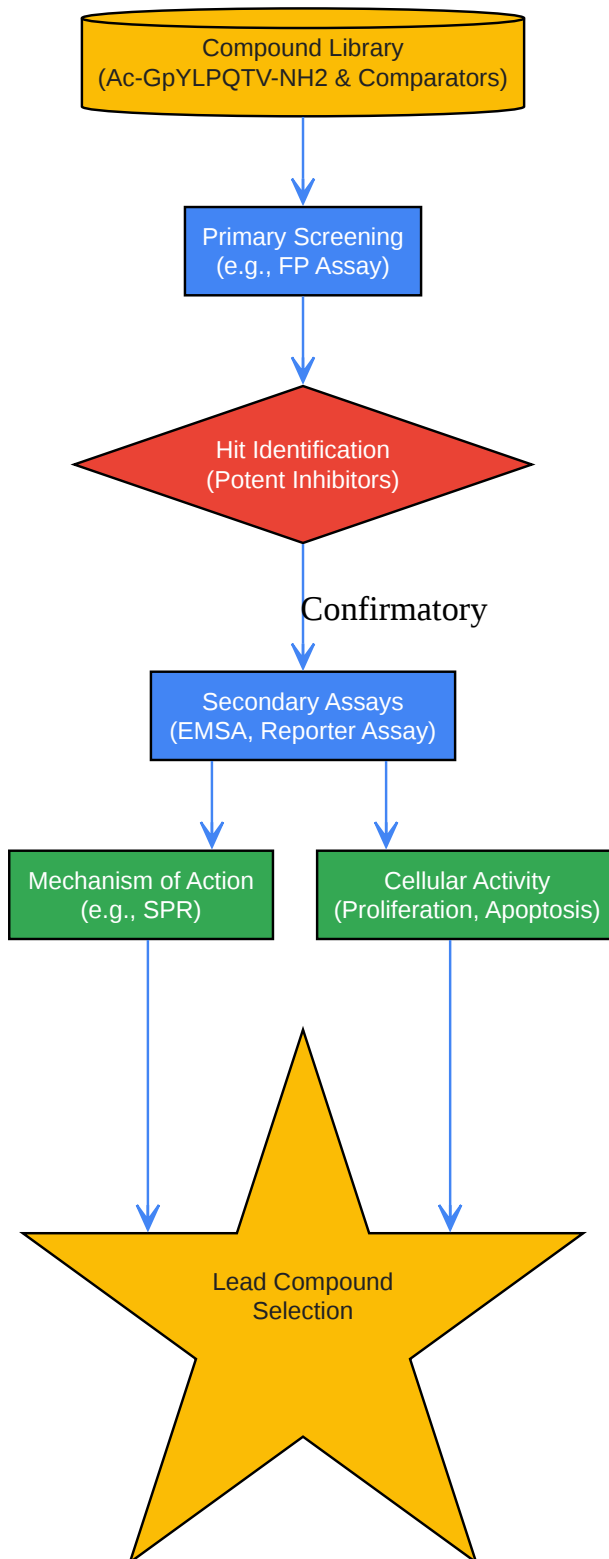 Compound Library
(Ac-GpYLPQTV-NH2 & Comparators)
Primary Screening
(e.g., FP Assay)
Hit Identification
(Potent Inhibitors)
Confirmatory
Secondary Assays
(EMSA, Reporter Assay)
Mechanism of Action
(e.g., SPR)
Cellular Activity
(Proliferation, Apoptosis)
Lead Compound
Selection